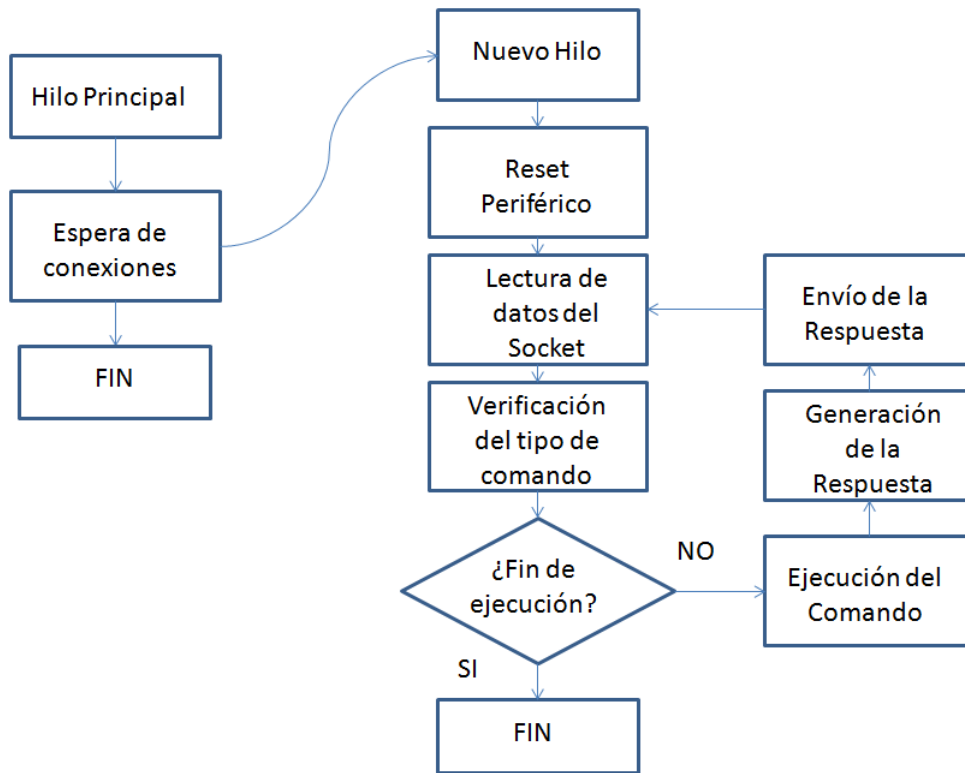 Hilo Principal
Espera de
conexiones
FIN
Nuevo Hilo
Reset
Periférico
Lectura de
datos del
Socket
Verificación
del tipo de
comando
¿Fin de
ejecución?
NO
SI
FIN
Ejecución del
Comando
Generación
de la
Respuesta
Envío de la
Respuesta